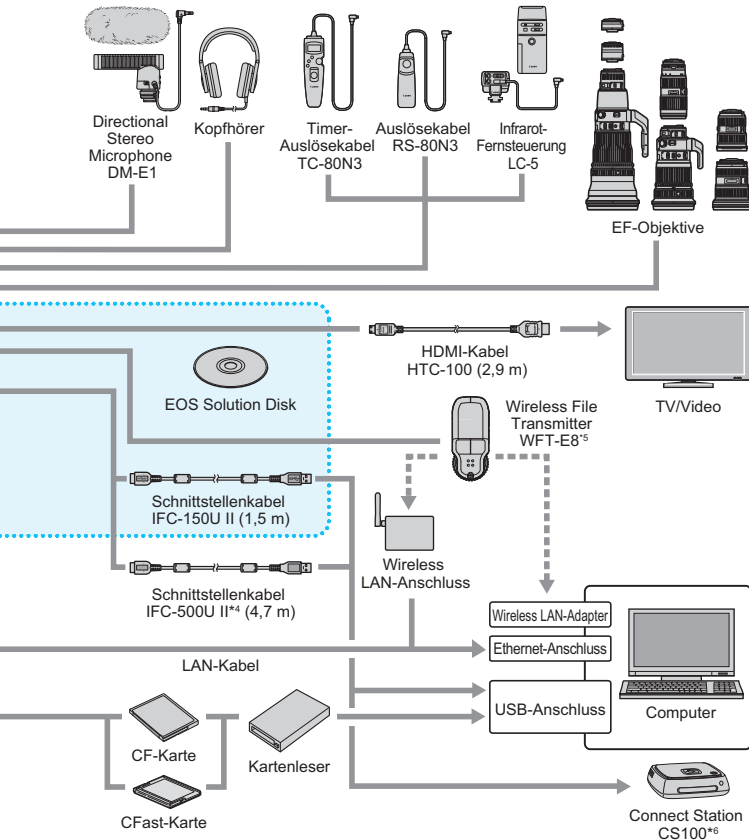 Directional
Stereo
Microphone
DM-E1
Kopfhörer
Timer-
Auslösekabel
TC-80N3
Auslösekabel
RS-80N3
Infrarot-
Fernsteuerung
LC-5
EF-Objektive
HDMI-Kabel
HTC-100 (2,9 m)
TV/Video
EOS Solution Disk
Wireless File
Transmitter
WFT-E8*5
Schnittstellenkabel
IFC-150U II (1,5 m)
Wireless
LAN-Anschluss
Schnittstellenkabel
IFC-500U II*4 (4,7 m)
Wireless LAN-Adapter
Ethernet-Anschluss
LAN-Kabel
USB-Anschluss
Computer
CF-Karte
Kartenleser
CFast-Karte
Connect Station
CS100*6